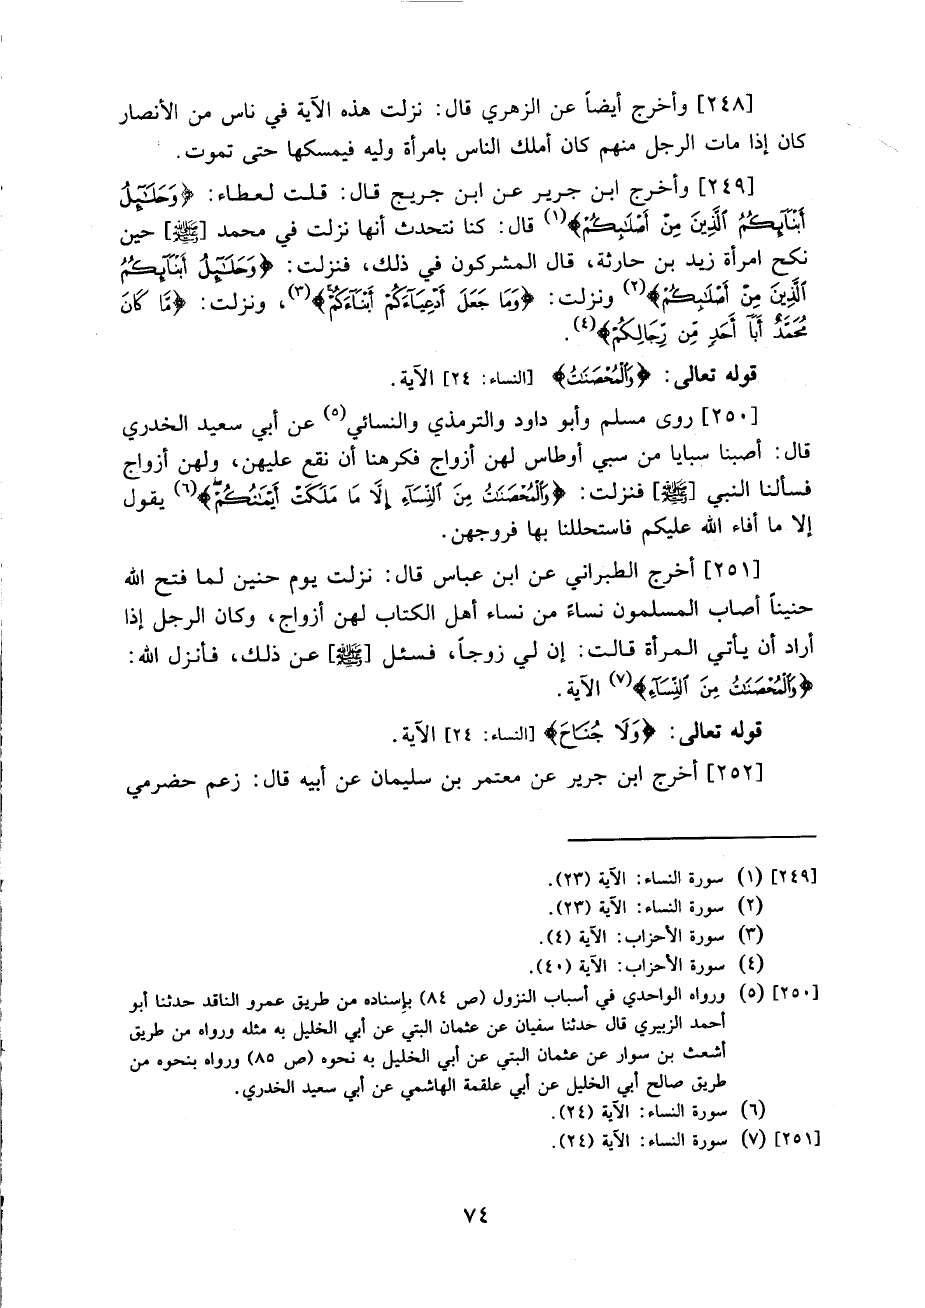 [٢٤٨] وأخرج أيضاً عن الزهري قال: نزلت هذه الآية في ناس من الأنصار
كان إذا مات الرجل منهم كان أملك الناس بامرأة وليه فيمسكها حتى تموت.
[٢٤٩] وأخرج ابن جرير عن ابن جريج قال: قلت لعطاء: ﴿وَحَلَٰٓئِلُ
أَبْنَآئِكُمُ ٱلَّذِينَ مِنْ أَصْلَٰبِكُمْ﴾(١) قال: كنا نتحدث أنها نزلت في محمد [ﷺ] حين
نكح امرأة زيد بن حارثة، قال المشركون في ذلك، فنزلت: ﴿وَحَلَٰٓئِلُ أَبْنَآئِكُمُ
ٱلَّذِينَ مِنْ أَصْلَٰبِكُمْ﴾(٢) ونزلت: ﴿وَمَا جَعَلَ أَدْعِيَآءَكُمْ أَبْنَآءَكُمْ﴾(٣)، ونزلت: ﴿مَّا كَانَ
مُحَمَّدٌ أَبَآ أَحَدٍ مِّن رِّجَالِكُمْ﴾(٤).
قوله تعالى: ﴿وَٱلْمُحْصَنَٰتُ﴾ [النساء: ٢٤] الآية.
[٢٥٠] روى مسلم وأبو داود والترمذي والنسائي(٥) عن أبي سعيد الخدري
قال: أصبنا سبايا من سبي أوطاس لهن أزواج فكرهنا أن نقع عليهن، ولهن أزواج
فسألنا النبي [ﷺ] فنزلت: ﴿وَٱلْمُحْصَنَٰتُ مِنَ ٱلنِّسَآءِ إِلَّا مَا مَلَكَتْ أَيْمَٰنُكُمْ﴾(٦) يقول
إلا ما أفاء الله عليكم فاستحللنا بها فروجهن.
[٢٥١] أخرج الطبراني عن ابن عباس قال: نزلت يوم حنين لما فتح الله
حنيناً أصاب المسلمون نساءً من نساء أهل الكتاب لهن أزواج، وكان الرجل إذا
أراد أن يأتي المرأة قالت: إن لي زوجاً، فسئل [ﷺ] عن ذلك، فأنزل الله:
﴿وَٱلْمُحْصَنَٰتُ مِنَ ٱلنِّسَآءِ﴾(٧) الآية.
قوله تعالى: ﴿وَلَا جُنَاحَ﴾ [النساء: ٢٤] الآية.
[٢٥٢] أخرج ابن جرير عن معتمر بن سليمان عن أبيه قال: زعم حضرمي
[٢٤٩] (١) سورة النساء: الآية (٢٣).
(٢) سورة النساء: الآية (٢٣).
(٣) سورة الأحزاب: الآية (٤).
(٤) سورة الأحزاب: الآية (٤٠).
[٢٥٠] (٥) ورواه الواحدي في أسباب النزول (ص ٨٤) بإسناده من طريق عمرو الناقد حدثنا أبو
أحمد الزبيري قال حدثنا سفيان عن عثمان البتي عن أبي الخليل به مثله ورواه من طريق
أشعث بن سوار عن عثمان البتي عن أبي الخليل به نحوه (ص ٨٥) ورواه بنحوه من
طريق صالح أبي الخليل عن أبي علقمة الهاشمي عن أبي سعيد الخدري.
(٦) سورة النساء: الآية (٢٤).
[٢٥١] (٧) سورة النساء: الآية (٢٤).
٧٤